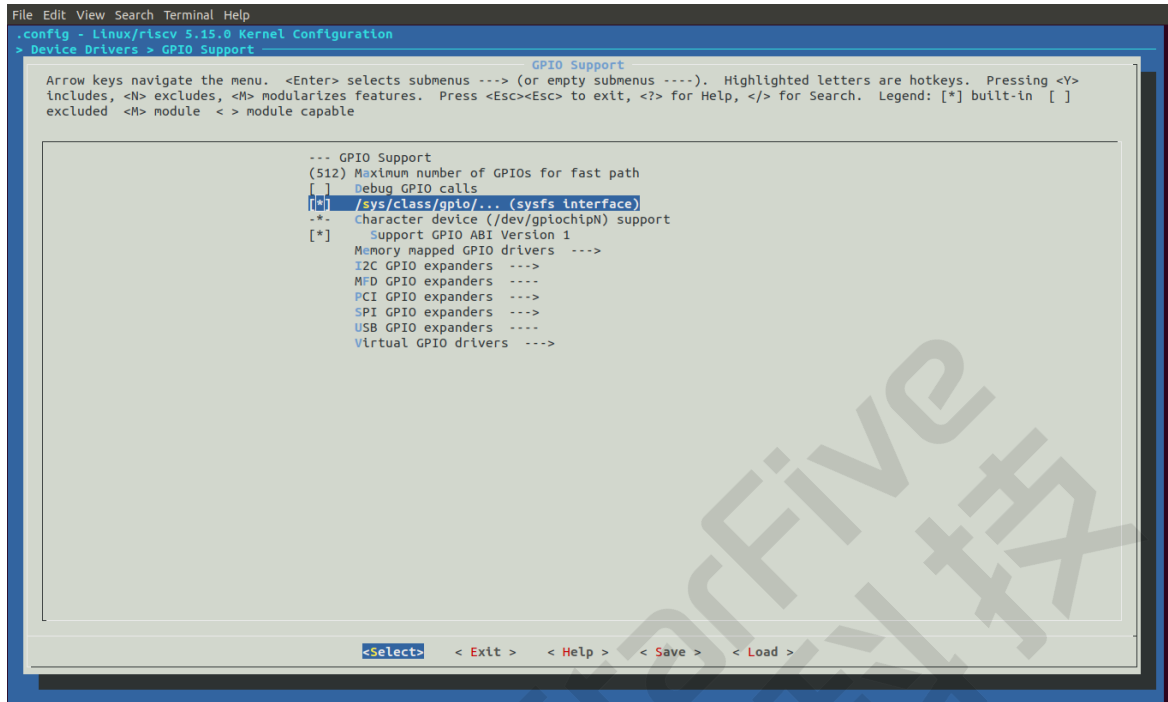 File Edit View Search Terminal Help
.config - Linux/riscv 5.15.0 Kernel Configuration
> Device Drivers > GPIO Support
GPIO Support
Arrow keys navigate the menu. <Enter> selects submenus ---> (or empty submenus ----). Highlighted letters are hotkeys. Pressing <Y>
includes, <N> excludes, <M> modularizes features. Press <Esc><Esc> to exit, <?> for Help, </> for Search. Legend: [*] built-in [ ]
excluded <M> module < > module capable
--- GPIO Support
(512) Maximum number of GPIOs for fast path
[ ] Debug GPIO calls
[*] /sys/class/gpio/... (sysfs interface)
-*- Character device (/dev/gpiochipN) support
[*] Support GPIO ABI Version 1
Memory mapped GPIO drivers --->
I2C GPIO expanders --->
MFD GPIO expanders ----
PCI GPIO expanders --->
SPI GPIO expanders --->
USB GPIO expanders ----
Virtual GPIO drivers --->
<Select> < Exit > < Help > < Save > < Load >